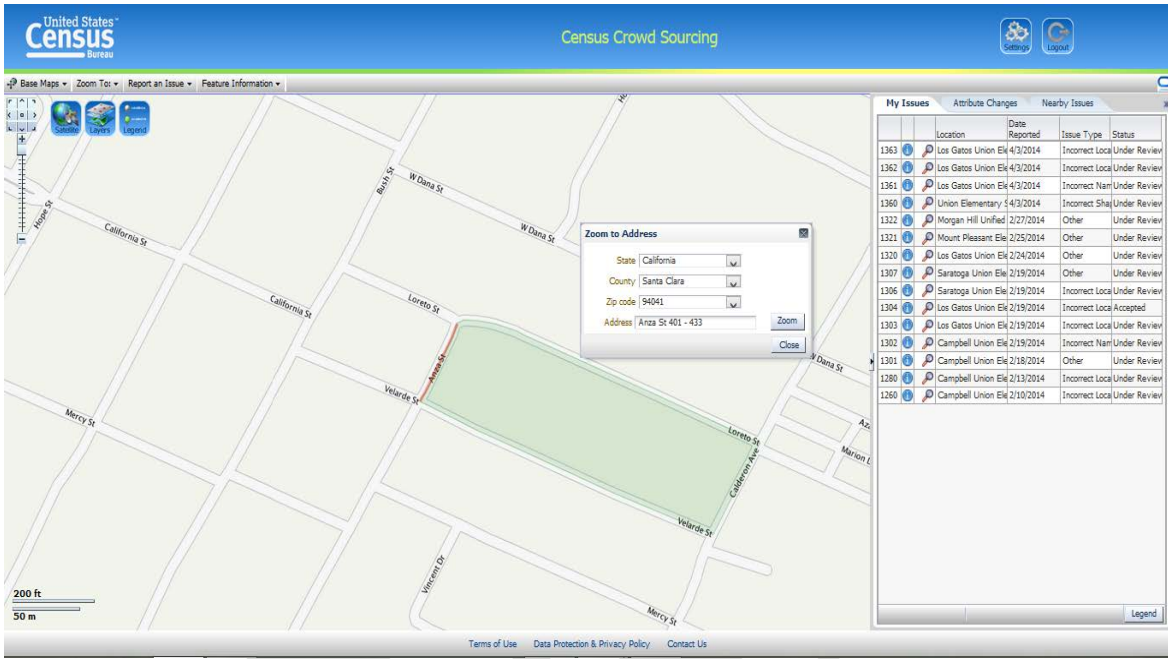 United States™
Census
Bureau
Census Crowd Sourcing
Settings
Logout
Base Maps Zoom To: Report an Issue Feature Information
Satellite Layers Legend
Hope St
California St
Bush St
W Dana St
W Dana St
California St
Loreto St
Anza St
Velarde St
Mercy St
W Dana St
Loreto St
Calderon Ave
Marion
Velarde St
Vincent Dr
Mercy St
200 ft
50 m
Zoom to Address
State California
County Santa Clara
Zip code 94041
Address Anza St 401 - 433 Zoom
Close
My Issues Attribute Changes Nearby Issues
Location Date Reported Issue Type Status
1363 Los Gatos Union Ele 4/3/2014 Incorrect Loca Under Review
1362 Los Gatos Union Ele 4/3/2014 Incorrect Loca Under Review
1361 Los Gatos Union Ele 4/3/2014 Incorrect Nam Under Review
1360 Union Elementary S 4/3/2014 Incorrect Shap Under Review
1322 Morgan Hill Unified 2/27/2014 Other Under Review
1321 Mount Pleasant Ele 2/25/2014 Other Under Review
1320 Los Gatos Union Ele 2/24/2014 Other Under Review
1307 Saratoga Union Ele 2/19/2014 Other Under Review
1306 Saratoga Union Ele 2/19/2014 Incorrect Loca Under Review
1304 Los Gatos Union Ele 2/19/2014 Incorrect Loca Accepted
1303 Los Gatos Union Ele 2/19/2014 Incorrect Loca Under Review
1302 Campbell Union Ele 2/19/2014 Incorrect Nam Under Review
1301 Campbell Union Ele 2/18/2014 Other Under Review
1280 Campbell Union Ele 2/13/2014 Incorrect Loca Under Review
1260 Campbell Union Ele 2/10/2014 Incorrect Loca Under Review
Legend
Terms of Use Data Protection & Privacy Policy Contact Us